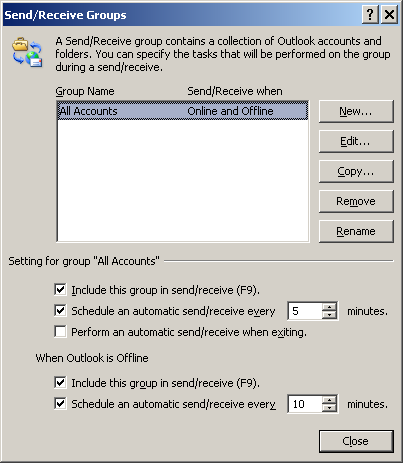 Send/Receive Groups
A Send/Receive group contains a collection of Outlook accounts and
folders. You can specify the tasks that will be performed on the group
during a send/receive.
Group Name Send/Receive when
All Accounts Online and Offline
New...
Edit...
Copy...
Remove
Rename
Setting for group "All Accounts"
Include this group in send/receive (F9).
Schedule an automatic send/receive every 5 minutes.
Perform an automatic send/receive when exiting.
When Outlook is Offline
Include this group in send/receive (F9).
Schedule an automatic send/receive every 10 minutes.
Close